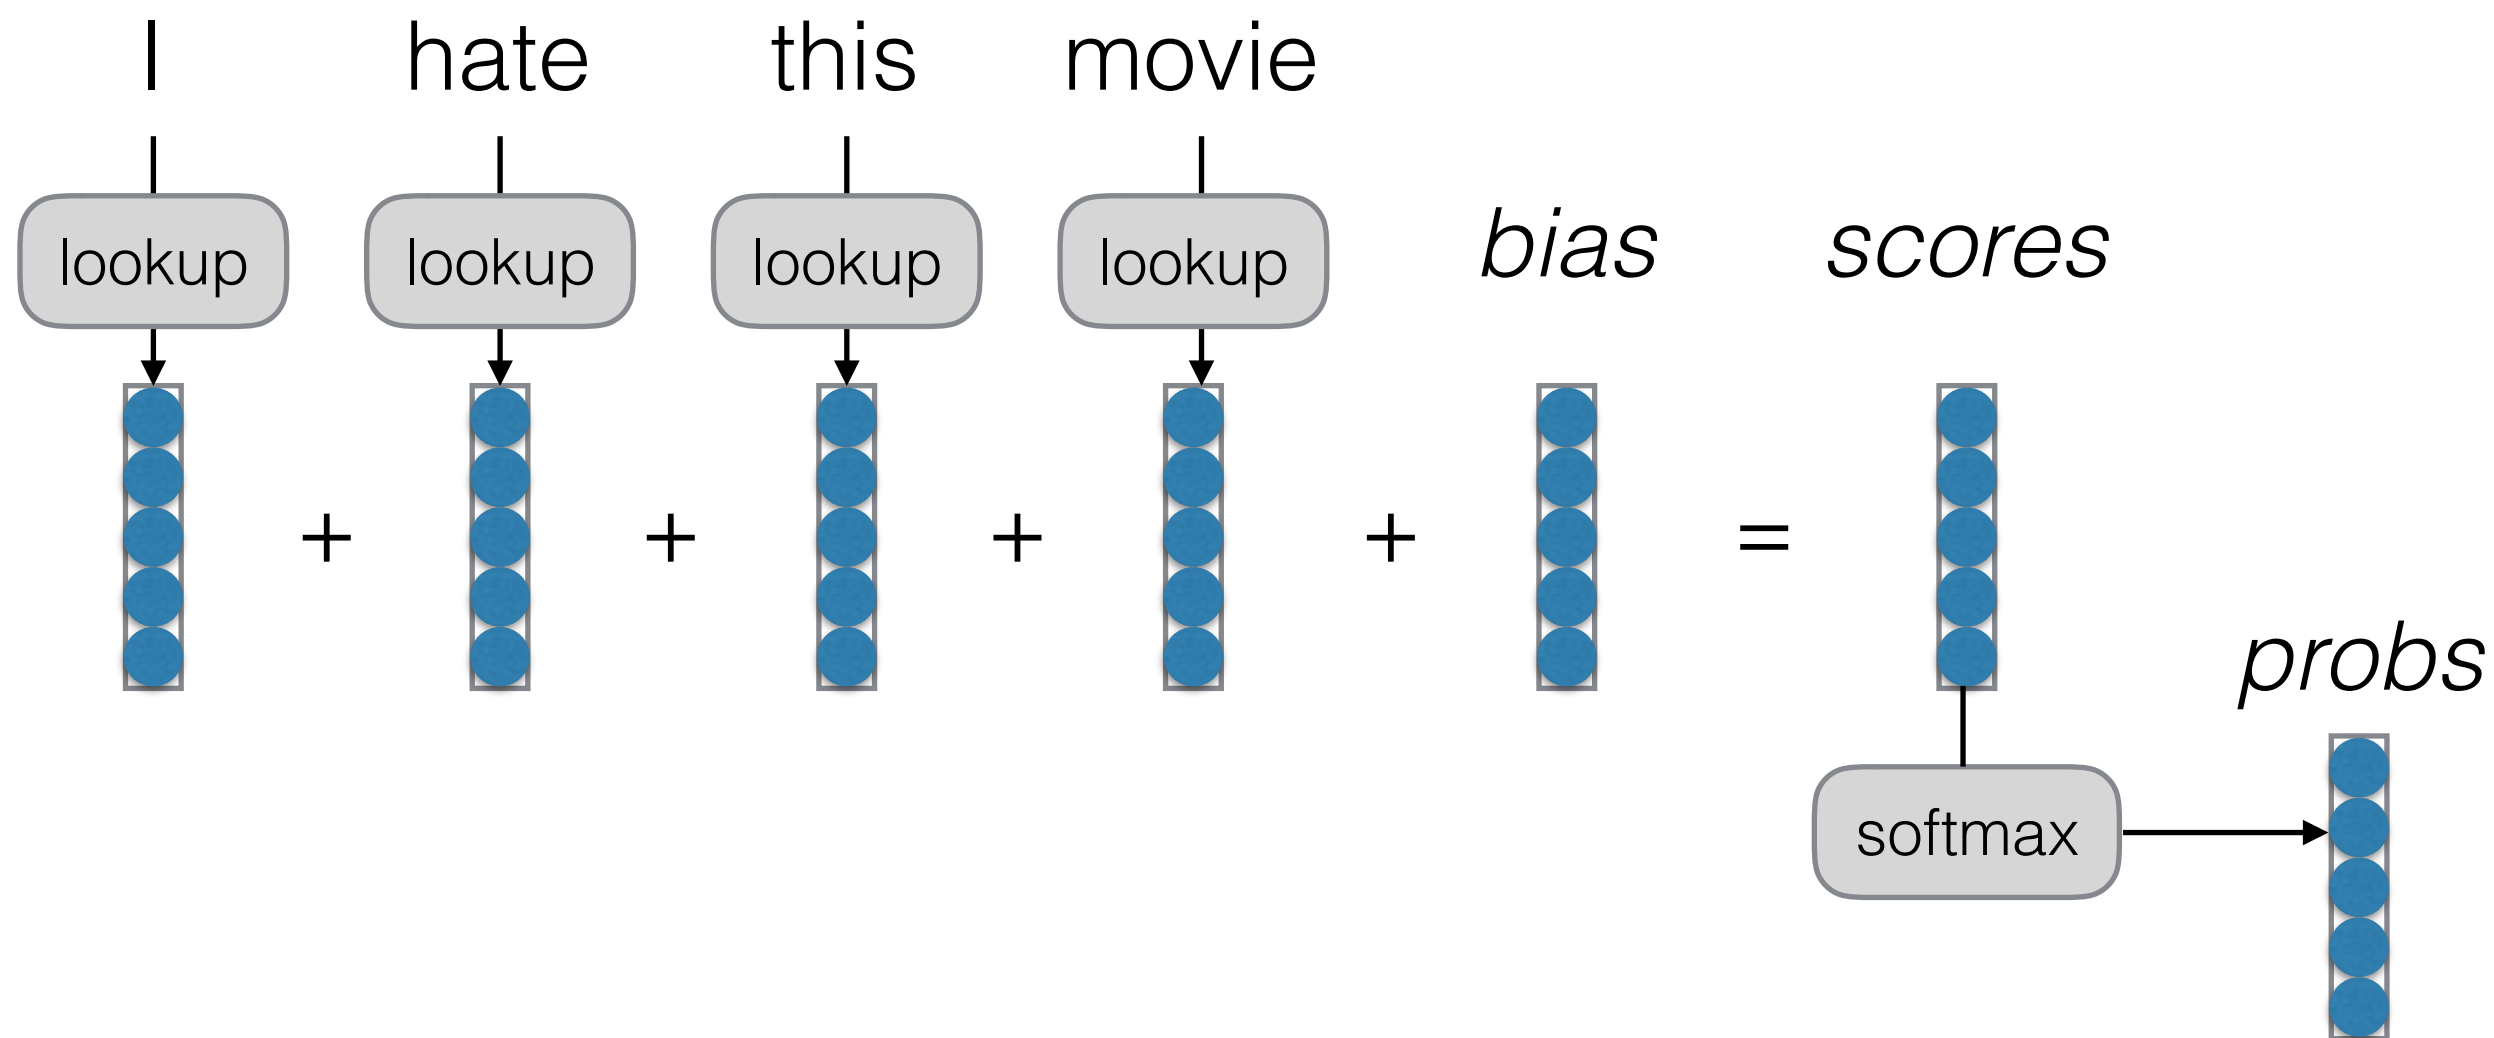 I hate this movie
lookup lookup lookup lookup
bias scores
+ + + + =
probs
softmax